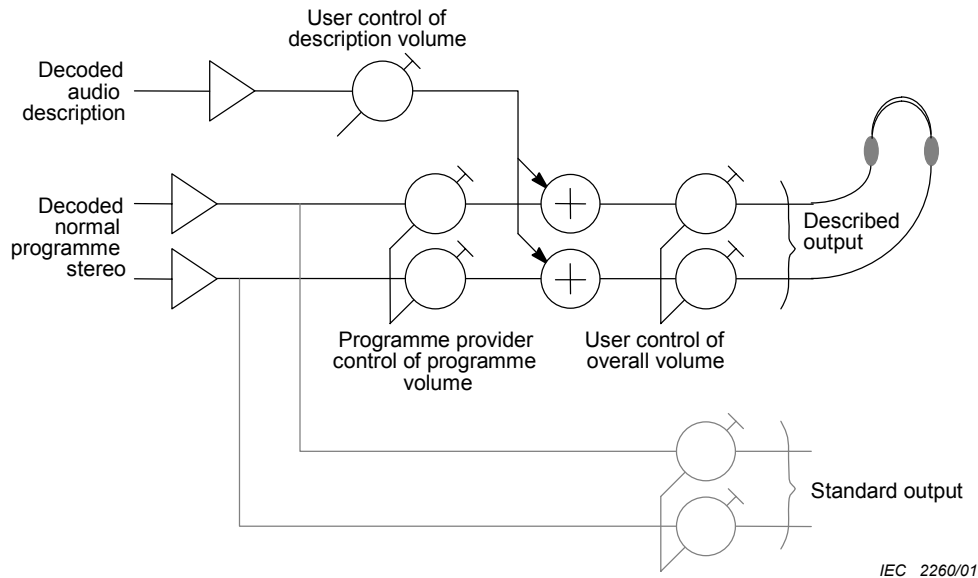 User control of
description volume
Decoded
audio
description
Decoded
normal
programme
stereo
Described
output
Programme provider
control of programme
volume
User control of
overall volume
Standard output
IEC 2260/01